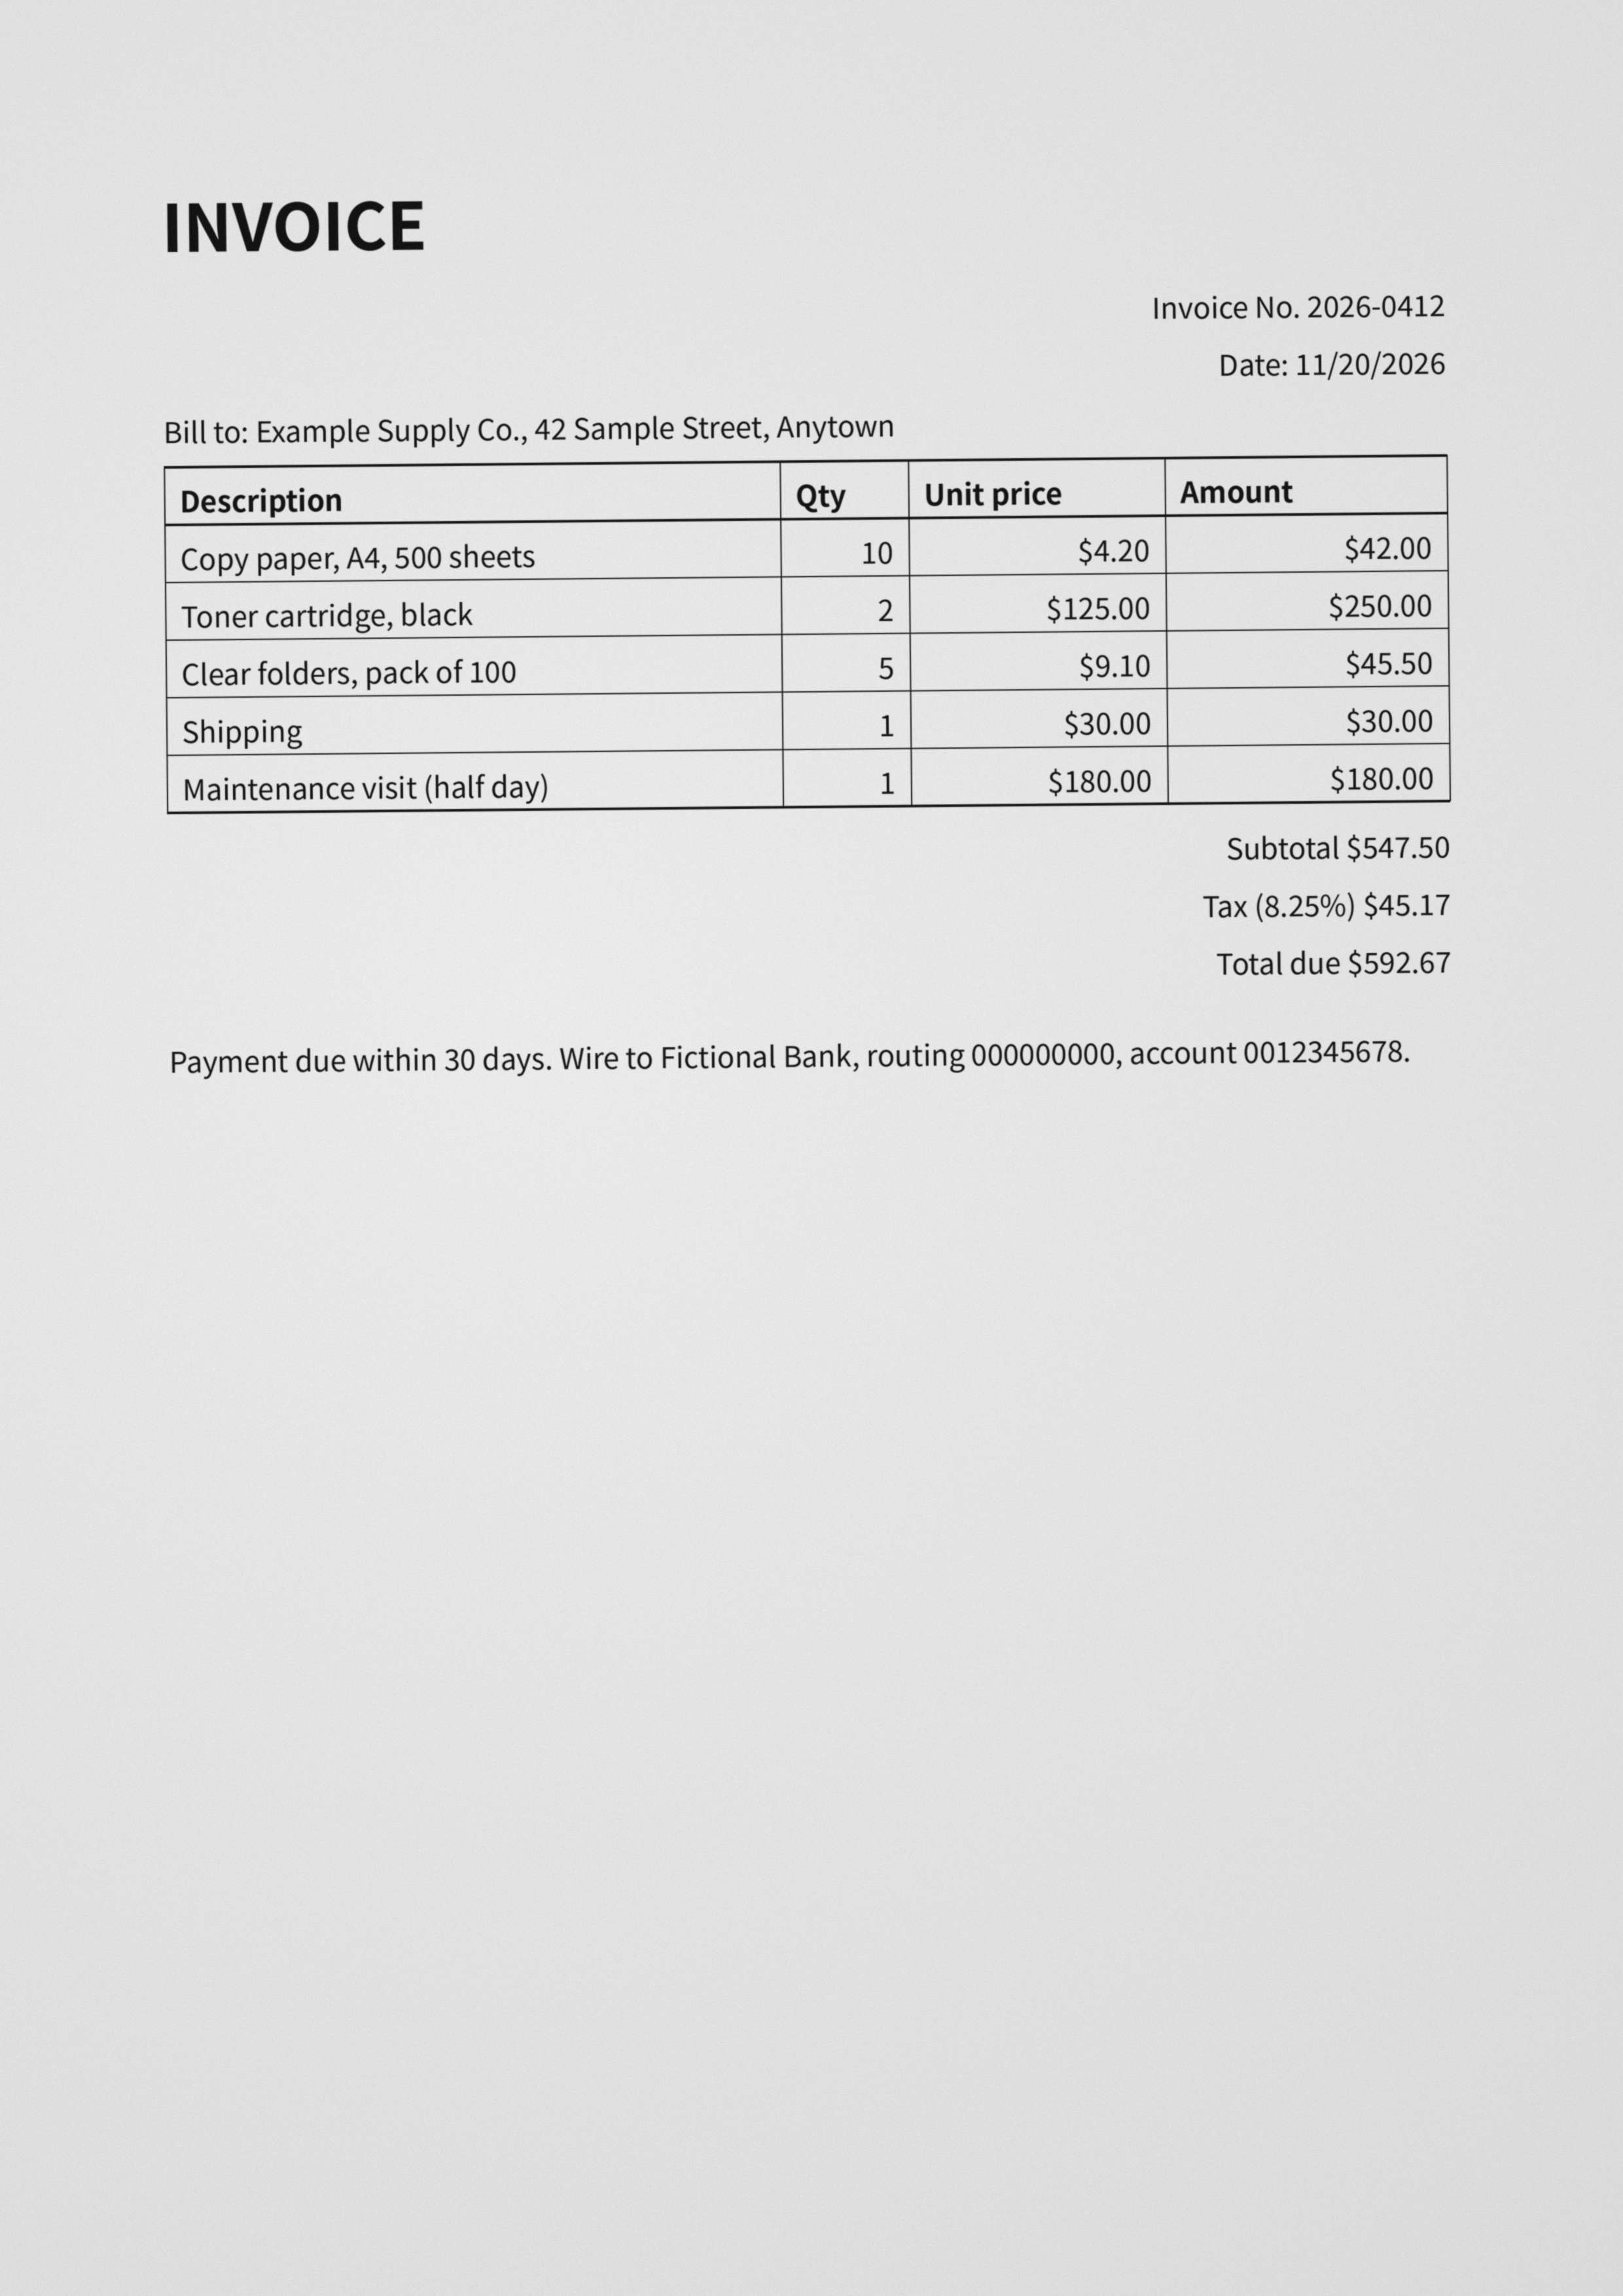 INVOICE
Invoice No. 2026-0412
Date: 11/20/2026
Bill to: Example Supply Co., 42 Sample Street, Anytown
Description Qty Unit price Amount
Copy paper, A4, 500 sheets 10 $4.20 $42.00
Toner cartridge, black 2 $125.00 $250.00
Clear folders, pack of 100 5 $9.10 $45.50
Shipping 1 $30.00 $30.00
Maintenance visit (half day) 1 $180.00 $180.00
Subtotal $547.50
Tax (8.25%) $45.17
Total due $592.67
Payment due within 30 days. Wire to Fictional Bank, routing 000000000, account 0012345678.